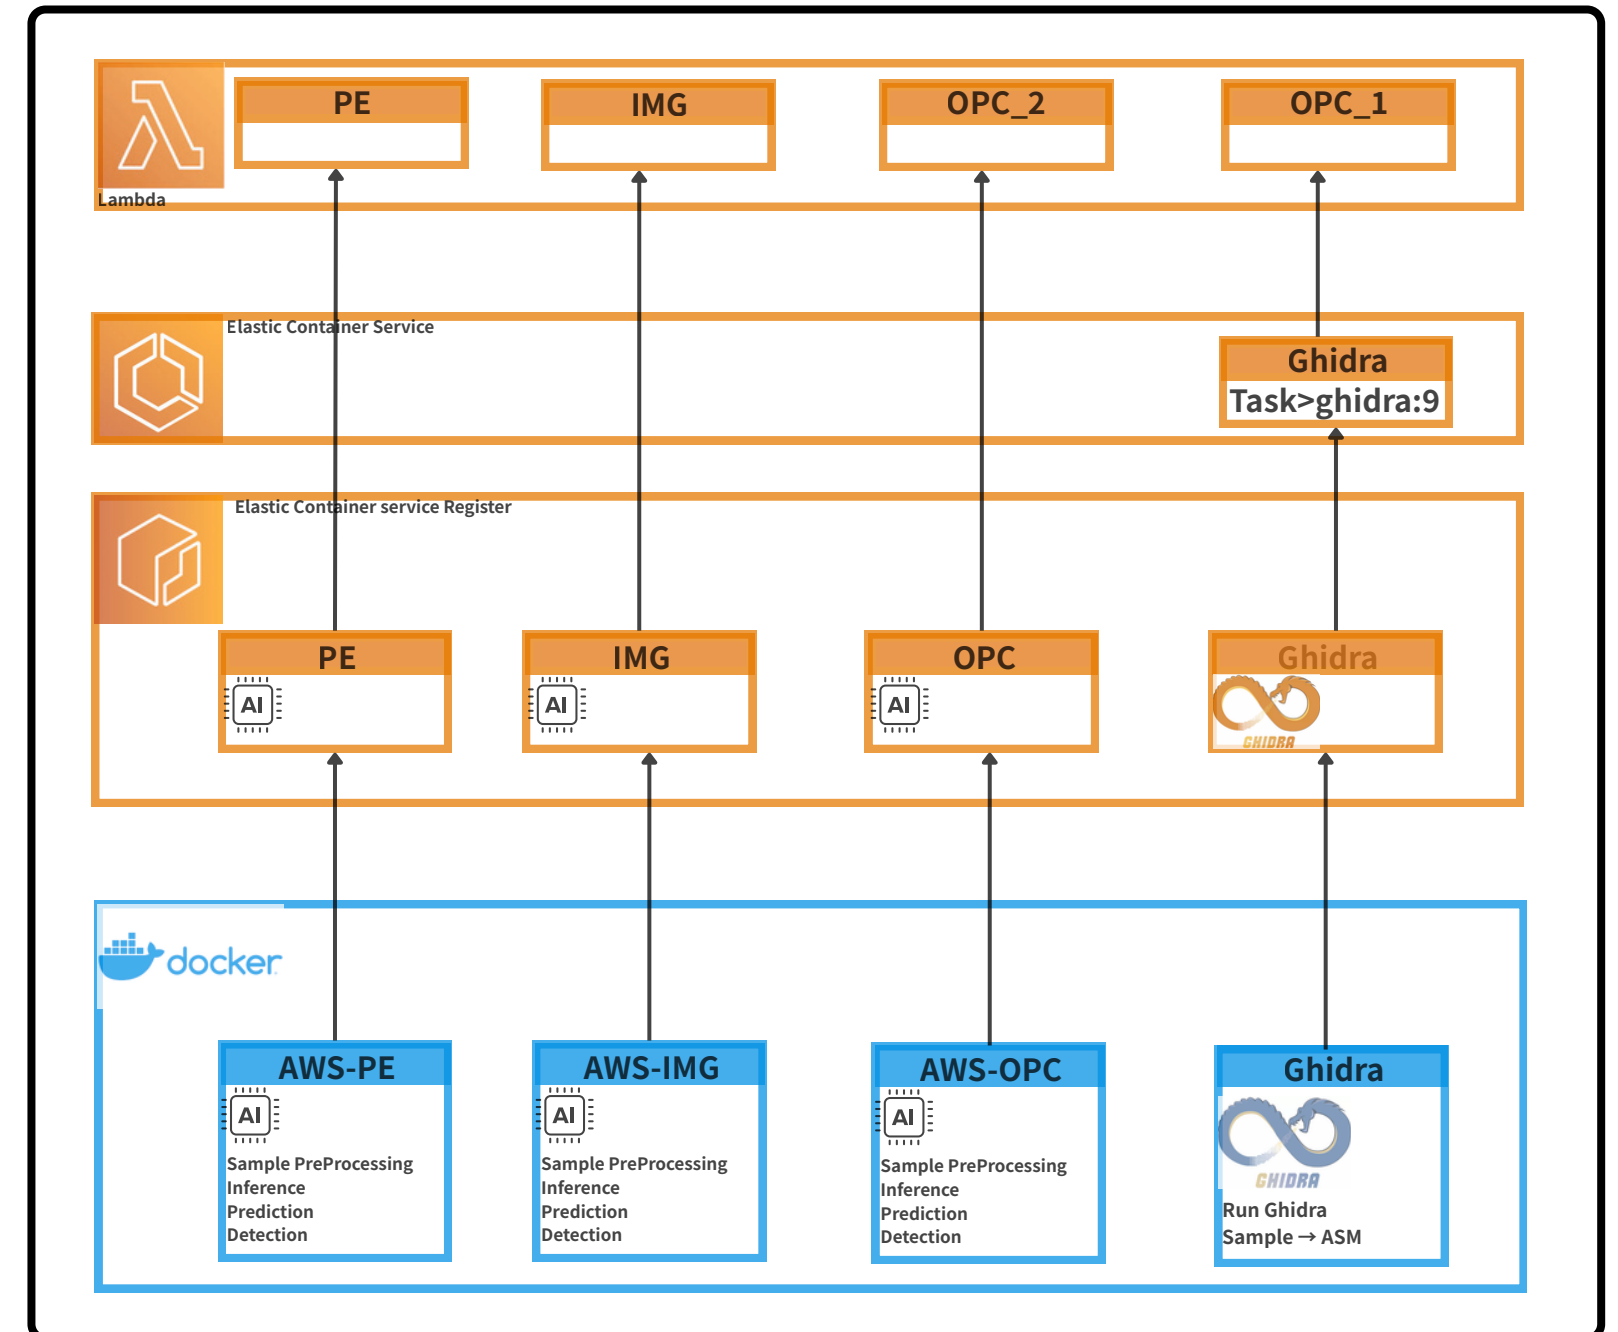 PE
IMG
OPC_2
OPC_1
Lambda
Elastic Container Service
Ghidra
Task>ghidra:9
Elastic Container service Register
PE
AI
IMG
AI
OPC
AI
Ghidra
GHIDRA
docker
AWS-PE
AI
Sample PreProcessing
Inference
Prediction
Detection
AWS-IMG
AI
Sample PreProcessing
Inference
Prediction
Detection
AWS-OPC
AI
Sample PreProcessing
Inference
Prediction
Detection
Ghidra
GHIDRA
Run Ghidra
Sample → ASM